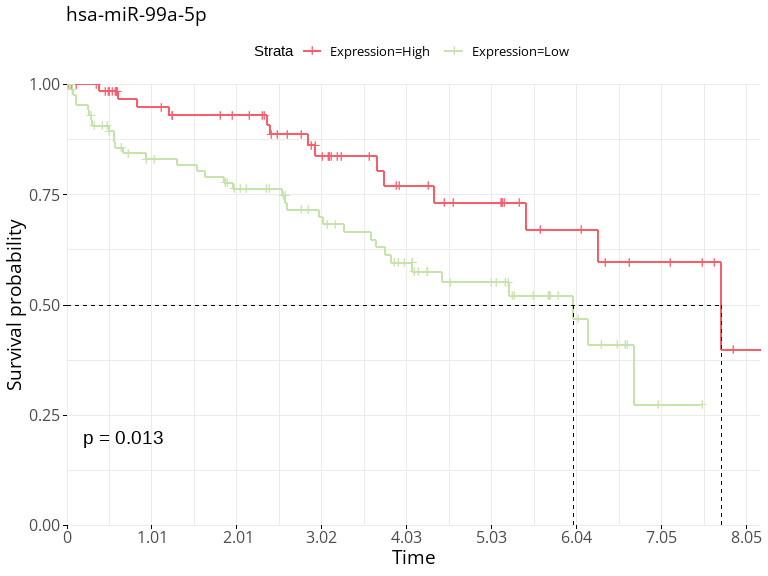 hsa-miR-99a-5p
Strata Expression=High Expression=Low
Survival probability
1.00
0.75
0.50
0.25
0.00
p = 0.013
0 1.01 2.01 3.02 4.03 5.03 6.04 7.05 8.05
Time